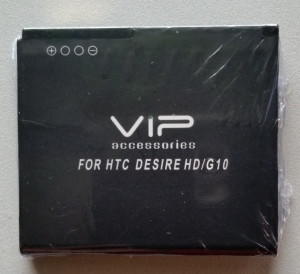 VIP
accessories
FOR HTC DESIRE HD/G10